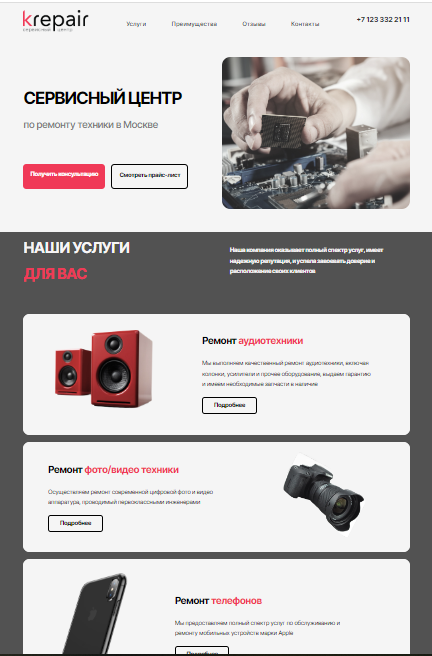 krepair
сервисный центр
Услуги Преимущества Отзывы Контакты +7 123 332 21 11
СЕРВИСНЫЙ ЦЕНТР
по ремонту техники в Москве
Получить консультацию Смотреть прайс-лист
НАШИ УСЛУГИ
ДЛЯ ВАС
Наша компания оказывает полный спектр услуг, имеет
надежную репутация, и успела завоевать доверие и
расположение своих клиентов
Ремонт аудиотехники
Мы выполняем качественный ремонт аудиотехники, включая
колонки, усилители и прочее оборудование, выдаем гарантию
и имеем необходимые запчасти в наличие
Подробнее
Ремонт фото/видео техники
Осуществляем ремонт современной цифровой фото и видео
аппаратура, проводимый первоклассными инженерами
Подробнее
Ремонт телефонов
Мы предоставляем полный спектр услуг по обслуживанию и
ремонту мобильных устройств марки Apple
Подробнее